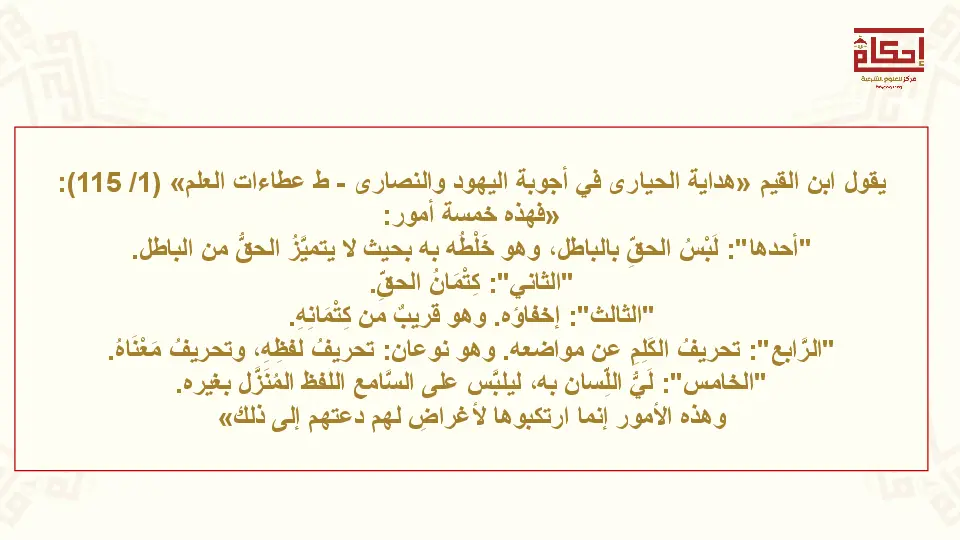 إحكام
مركز للعلوم الشرعية
يقول ابن القيم «هداية الحيارى في أجوبة اليهود والنصارى - ط عطاءات العلم» (1/ 115):
«فهذه خمسة أمور:
"أحدها": لَبْسُ الحقِّ بالباطل، وهو خَلْطُه به بحيث لا يتميَّزُ الحقُّ من الباطل.
"الثاني": كِتْمَانُ الحقِّ.
"الثالث": إخفاؤه. وهو قريبٌ من كِتْمَانِهِ.
"الرَّابع": تحريفُ الكَلِمِ عن مواضعه. وهو نوعان: تحريفُ لفظِهِ، وتحريفُ مَعْنَاهُ.
"الخامس": لَيُّ اللِّسان به، ليلبَّس على السَّامع اللفظ المُنَزَّل بغيره.
وهذه الأمور إنما ارتكبوها لأغراضِ لهم دعتهم إلى ذلك»